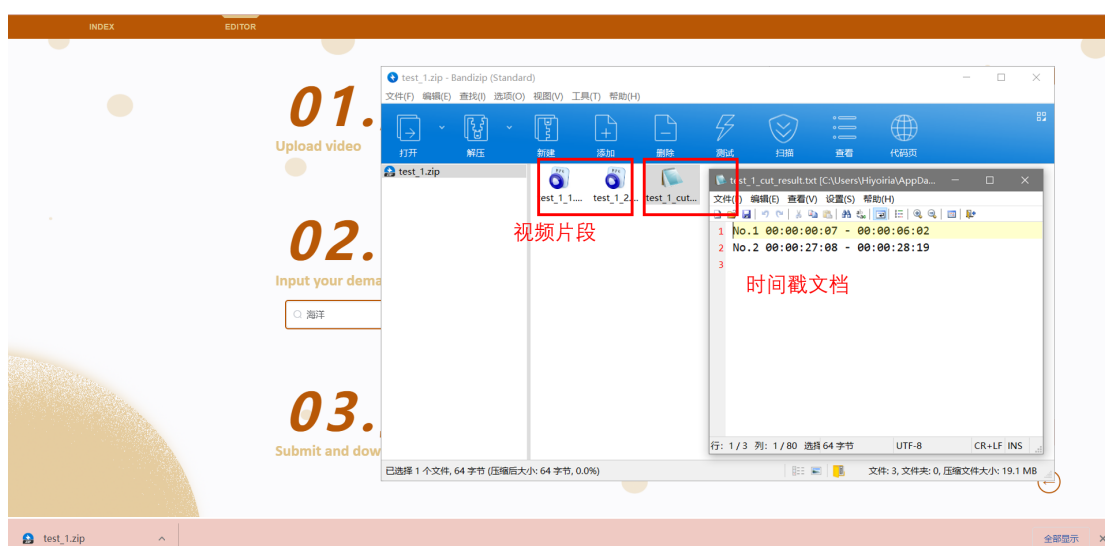 INDEX
EDITOR
01.
Upload video
02.
Input your dema
海洋
03.
Submit and dow
test_1.zip - Bandizip (Standard)
文件(F) 编辑(E) 查找(I) 选项(O) 视图(V) 工具(T) 帮助(H)
打开 解压 新建 添加 删除 测试 扫描 查看 代码页
test_1.zip
est_1_1.... test_1_2... test_1_cut...
视频片段
test_1_cut_result.txt [C:\Users\Hiyoiria\AppDa...
文件(F) 编辑(E) 查看(V) 设置(S) 帮助(H)
1 No.1 00:00:00:07 - 00:00:06:02
2 No.2 00:00:27:08 - 00:00:28:19
3
时间戳文档
行: 1 / 3 列: 1 / 80 选择 64 字节 UTF-8 CR+LF INS
已选择 1 个文件, 64 字节 (压缩后大小: 64 字节, 0.0%)
文件: 3, 文件夹: 0, 压缩文件大小: 19.1 MB
test_1.zip
全部显示